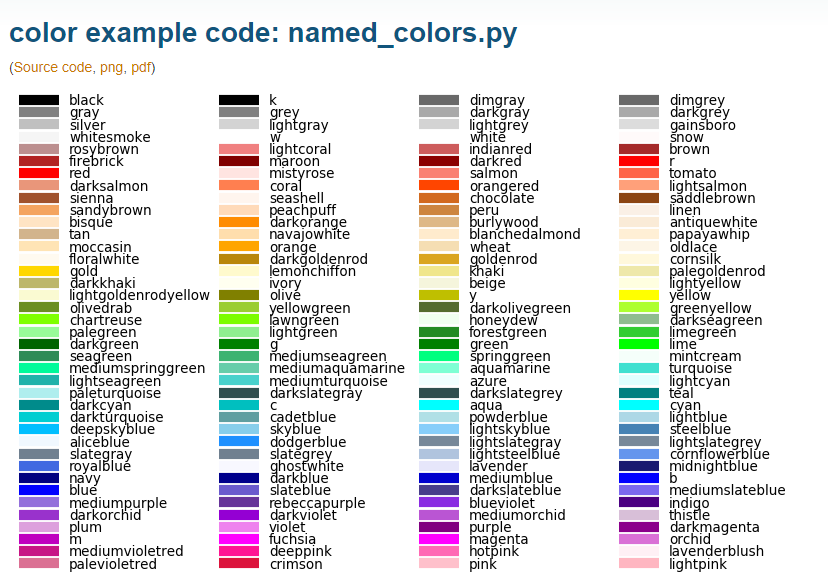 color example code: named_colors.py
(Source code, png, pdf)
black k dimgray dimgrey
gray grey darkgray darkgrey
silver lightgray lightgrey gainsboro
whitesmoke w white snow
rosybrown lightcoral indianred brown
firebrick maroon darkred r
red mistyrose salmon tomato
darksalmon coral orangered lightsalmon
sienna seashell chocolate saddlebrown
sandybrown peachpuff peru linen
bisque darkorange burlywood antiquewhite
tan navajowhite blanchedalmond papayawhip
moccasin orange wheat oldlace
floralwhite darkgoldenrod goldenrod cornsilk
gold lemonchiffon khaki palegoldenrod
darkkhaki ivory beige lightyellow
lightgoldenrodyellow olive y yellow
olivedrab yellowgreen darkolivegreen greenyellow
chartreuse lawngreen honeydew darkseagreen
palegreen lightgreen forestgreen limegreen
darkgreen g green lime
seagreen mediumseagreen springgreen mintcream
mediumspringgreen mediumaquamarine aquamarine turquoise
lightseagreen mediumturquoise azure lightcyan
paleturquoise darkslategray darkslategrey teal
darkcyan c aqua cyan
darkturquoise cadetblue powderblue lightblue
deepskyblue skyblue lightskyblue steelblue
aliceblue dodgerblue lightslategray lightslategrey
slategray slategrey lightsteelblue cornflowerblue
royalblue ghostwhite lavender midnightblue
navy darkblue mediumblue b
blue slateblue darkslateblue mediumslateblue
mediumpurple rebeccapurple blueviolet indigo
darkorchid darkviolet mediumorchid thistle
plum violet purple darkmagenta
m fuchsia magenta orchid
mediumvioletred deeppink hotpink lavenderblush
palevioletred crimson pink lightpink